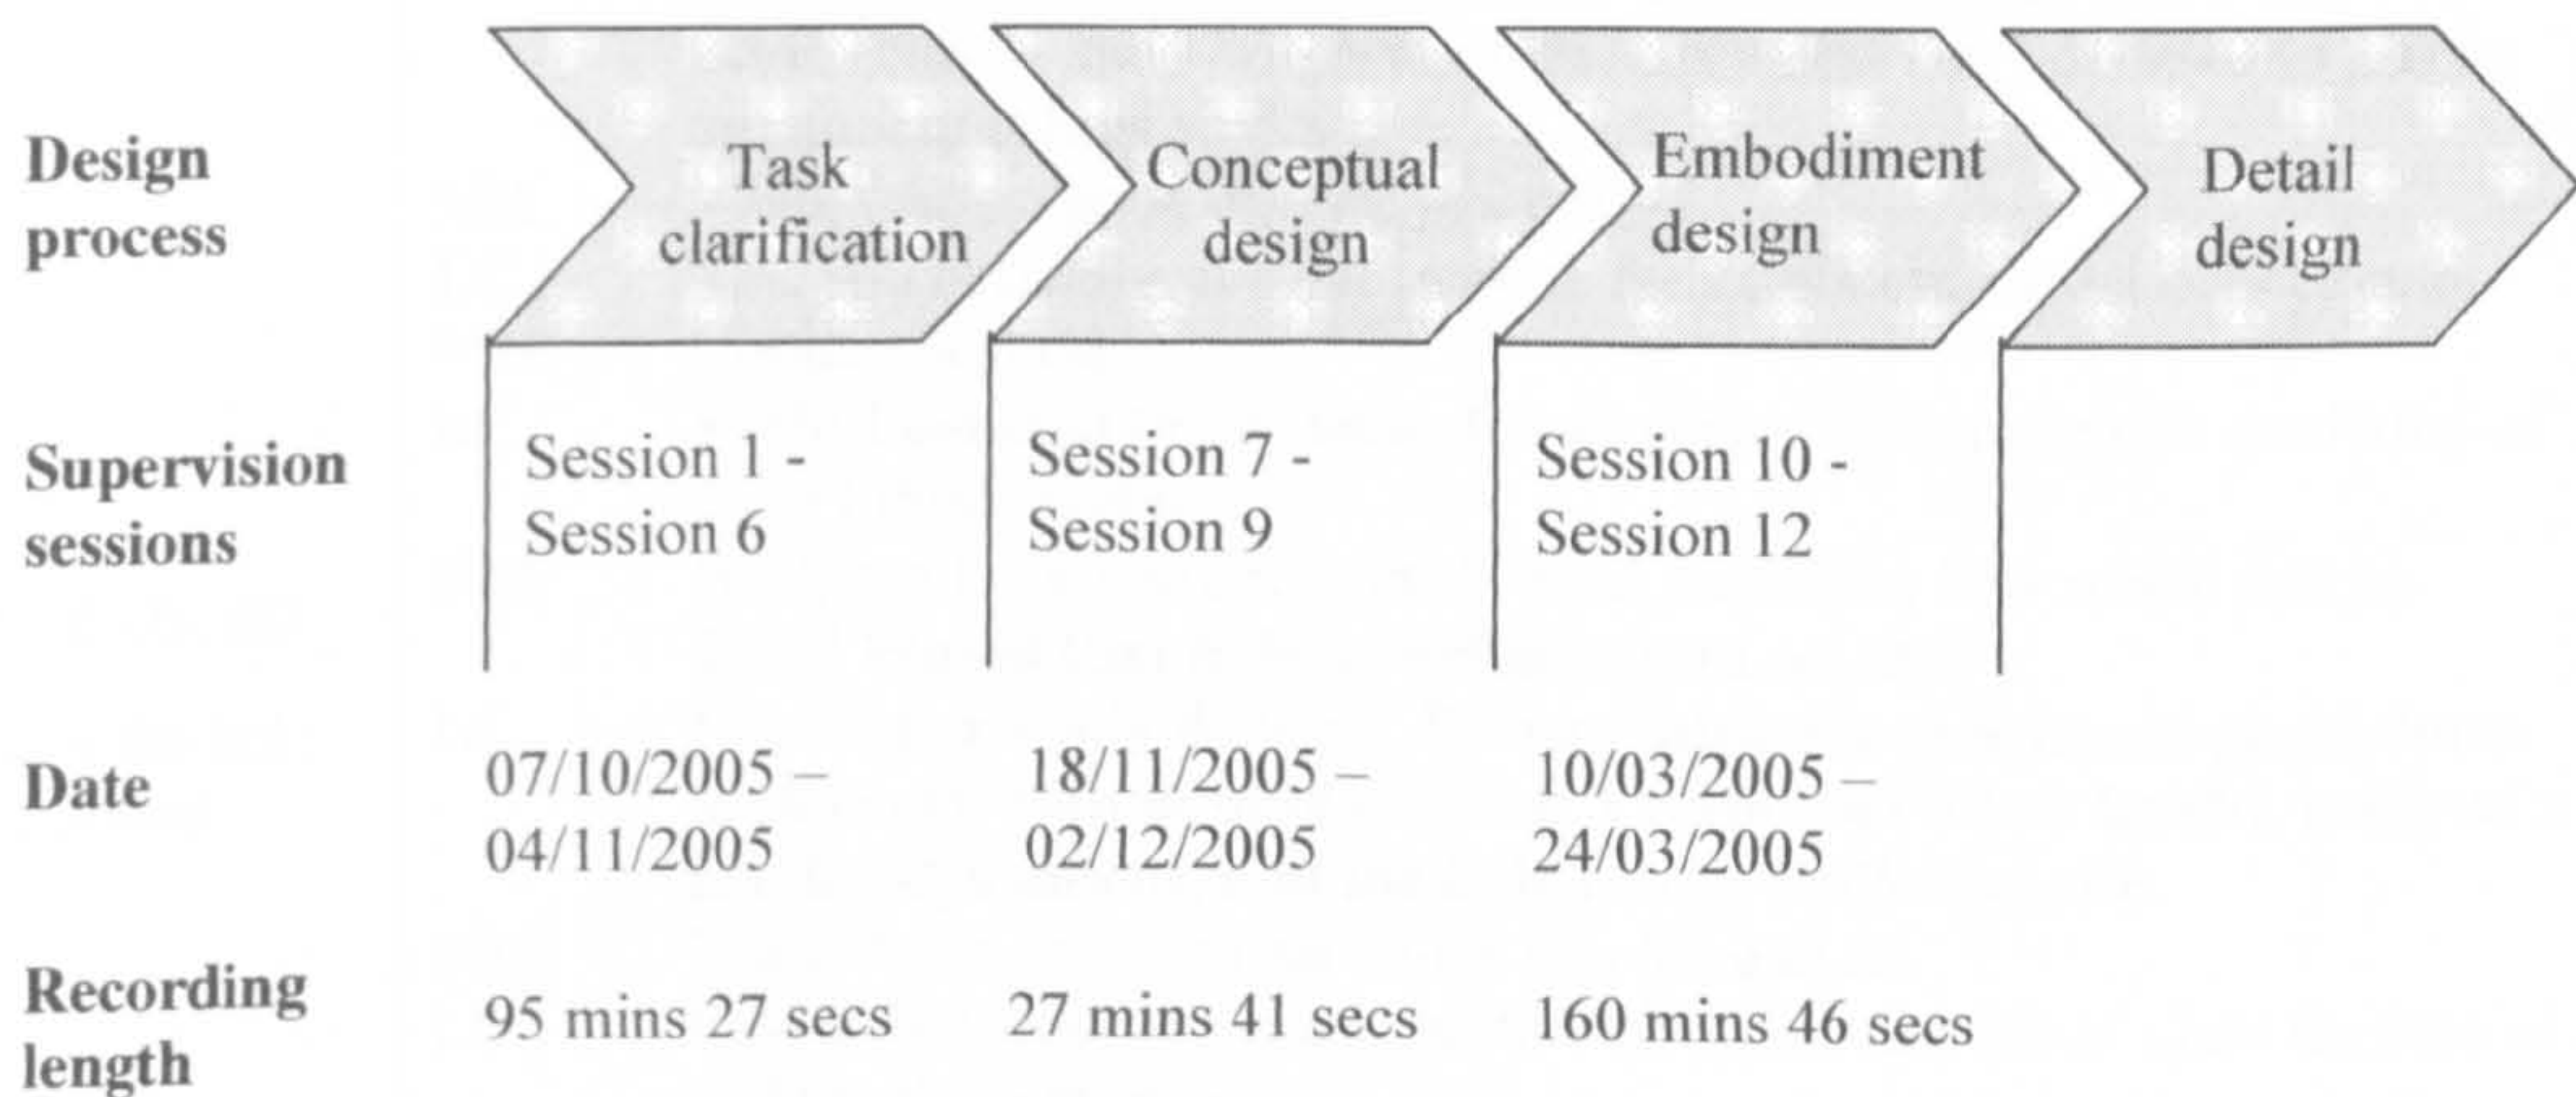 Design
process
Task
clarification
Conceptual
design
Embodiment
design
Detail
design
Supervision
sessions
Session 1 -
Session 6
Session 7 -
Session 9
Session 10 -
Session 12
Date
07/10/2005 –
04/11/2005
18/11/2005 –
02/12/2005
10/03/2005 –
24/03/2005
Recording
length
95 mins 27 secs
27 mins 41 secs
160 mins 46 secs